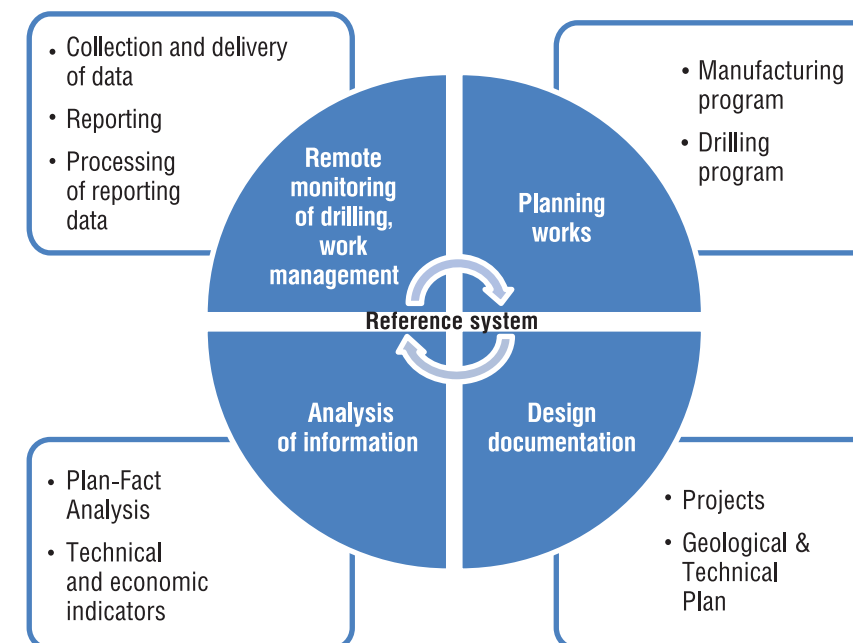 • Collection and delivery
of data
• Reporting
• Processing
of reporting
data
• Manufacturing
program
• Drilling
program
Remote
monitoring
of drilling,
work
management
Planning
works
Reference system
Analysis
of information
Design
documentation
• Plan-Fact
Analysis
• Technical
and economic
indicators
• Projects
• Geological &
Technical
Plan